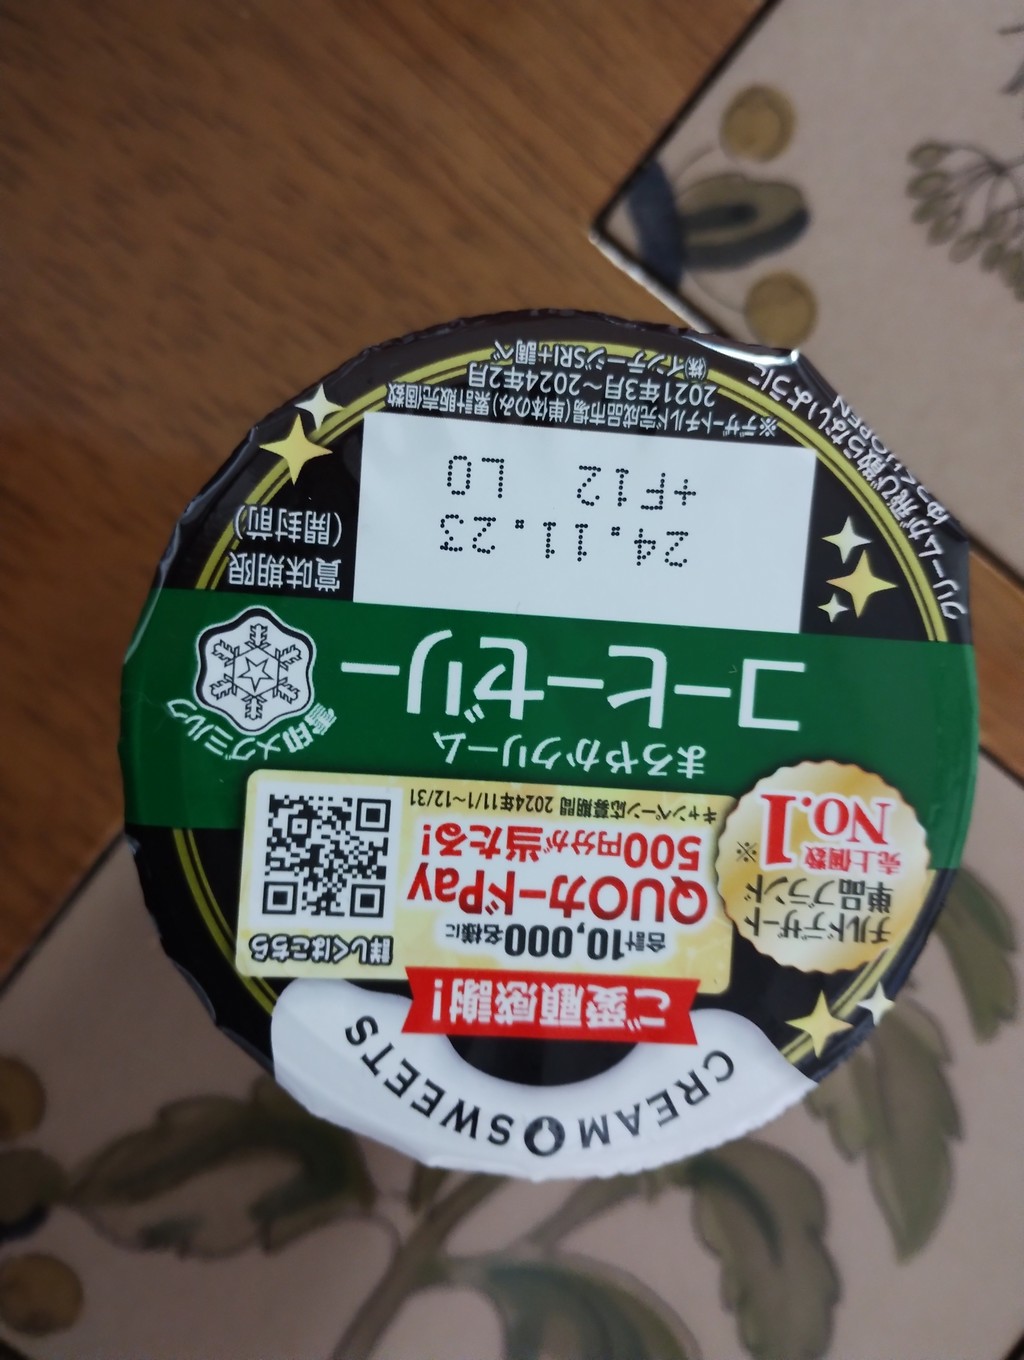 CREAM SWEETS
ご愛顧感謝！
合計10,000名様に
QUOカードPay
500円分が当たる！
キャンペーン応募期間 2024年11/1~12/31
詳しくはこちら
チルドデザート
単品ブランド
売上個数
No.1※
まろやかクリーム
コーヒーゼリー
雪印メグミルク
賞味期限
（開封前）
24.11.23
+F12 LO
※デザートチルド完成品市場（単体のみ）累計販売個数
2021年3月～2024年2月
㈱インテージSRI+調べ
クリームが飛び散らないように
OPEN